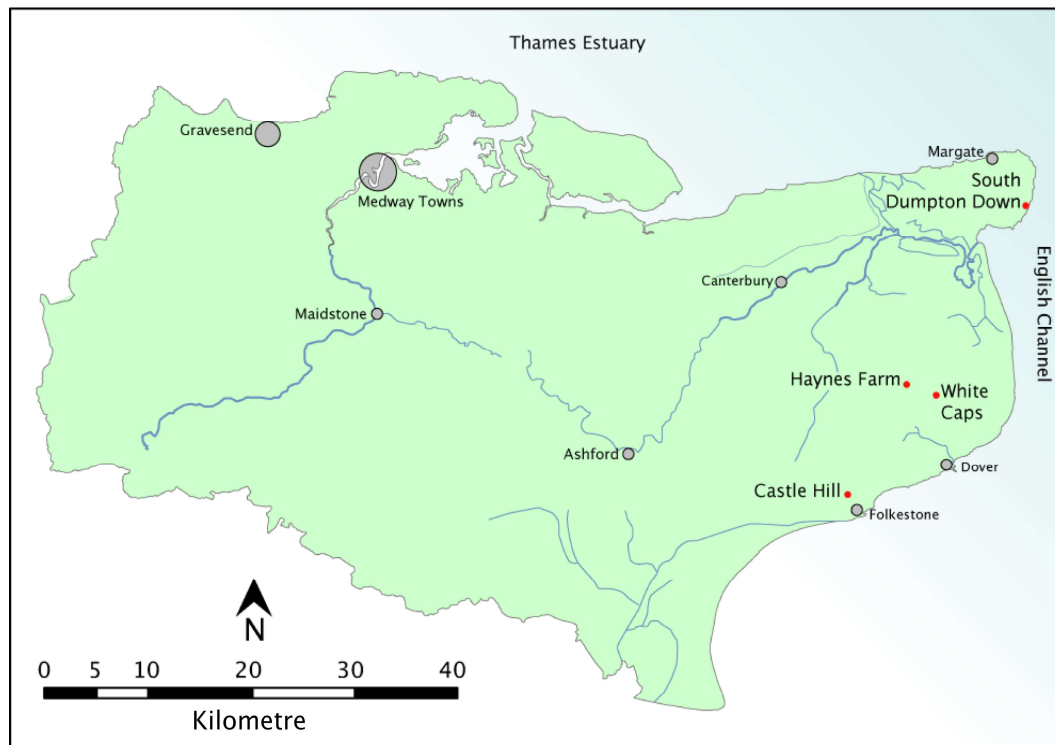 Thames Estuary
Gravesend
Medway Towns
Margate
South
Dumpton Down
English Channel
Canterbury
Maidstone
Haynes Farm
White
Caps
Ashford
Dover
Castle Hill
Folkestone
N
0 5 10 20 30 40
Kilometre